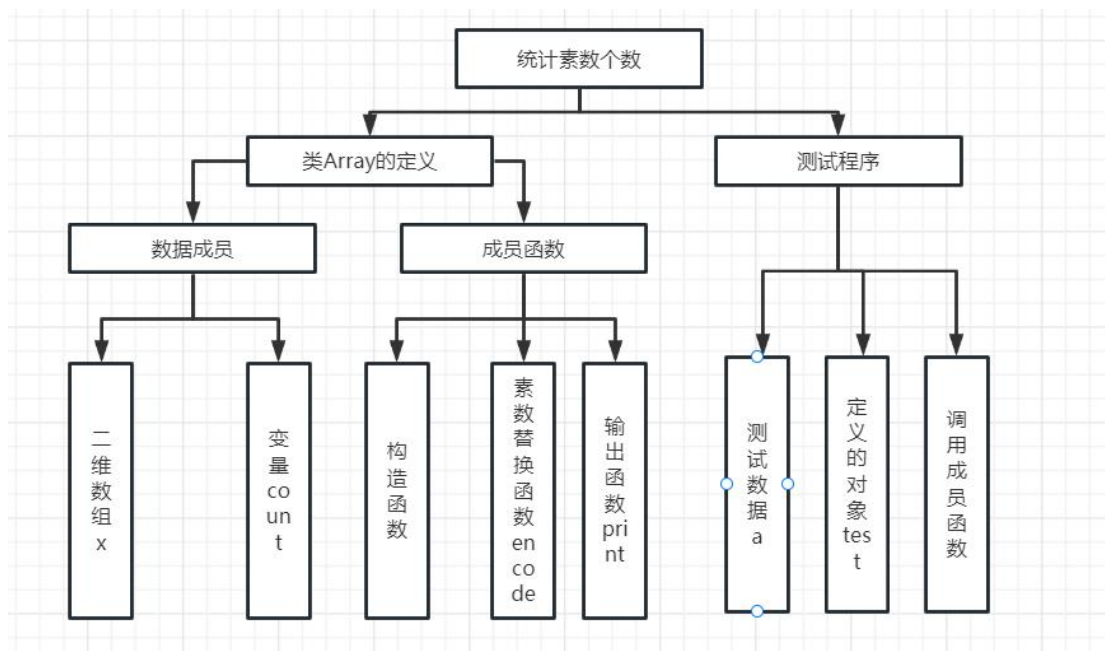 统计素数个数
类Array的定义
测试程序
数据成员
成员函数
二维数组x
变量count
构造函数
素数替换函数encode
输出函数print
测试数据a
定义的对象test
调用成员函数